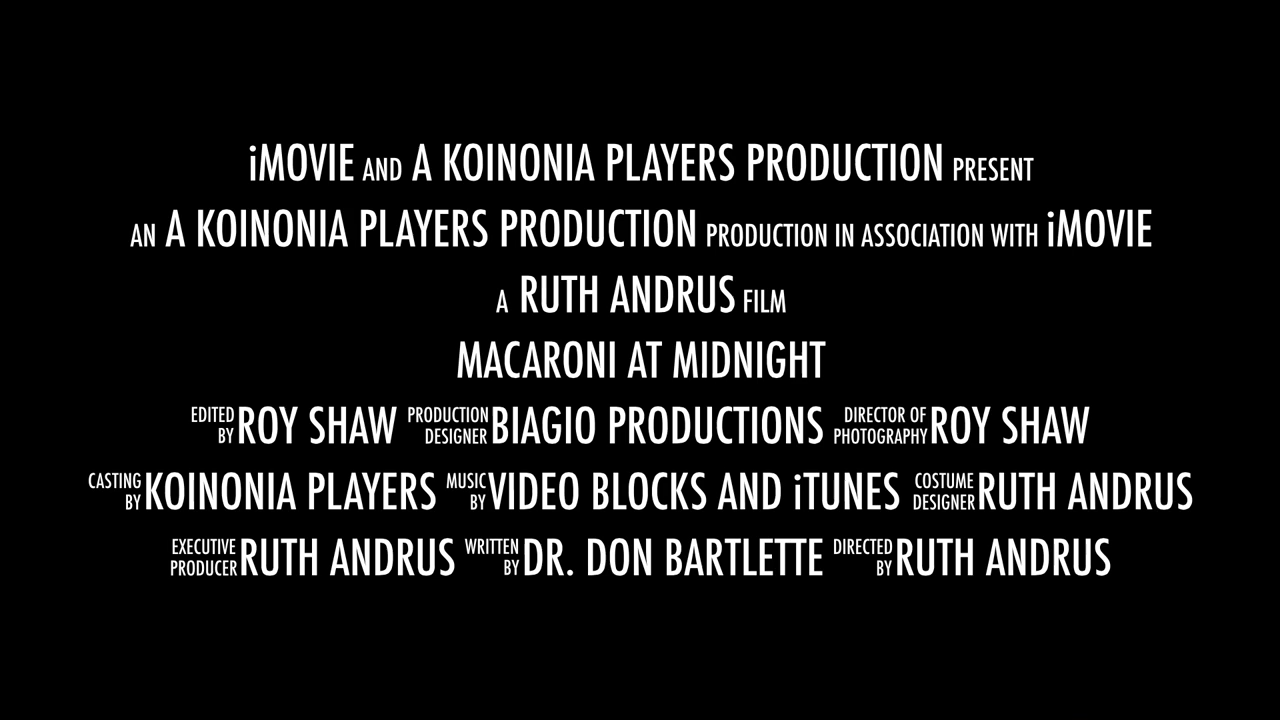 iMOVIE AND A KOINONIA PLAYERS PRODUCTION PRESENT
AN A KOINONIA PLAYERS PRODUCTION PRODUCTION IN ASSOCIATION WITH iMOVIE
A RUTH ANDRUS FILM
MACARONI AT MIDNIGHT
EDITED BY ROY SHAW PRODUCTION DESIGNER BIAGIO PRODUCTIONS DIRECTOR OF PHOTOGRAPHY ROY SHAW
CASTING BY KOINONIA PLAYERS MUSIC BY VIDEO BLOCKS AND iTUNES COSTUME DESIGNER RUTH ANDRUS
EXECUTIVE PRODUCER RUTH ANDRUS WRITTEN BY DR. DON BARTLETTE DIRECTED BY RUTH ANDRUS